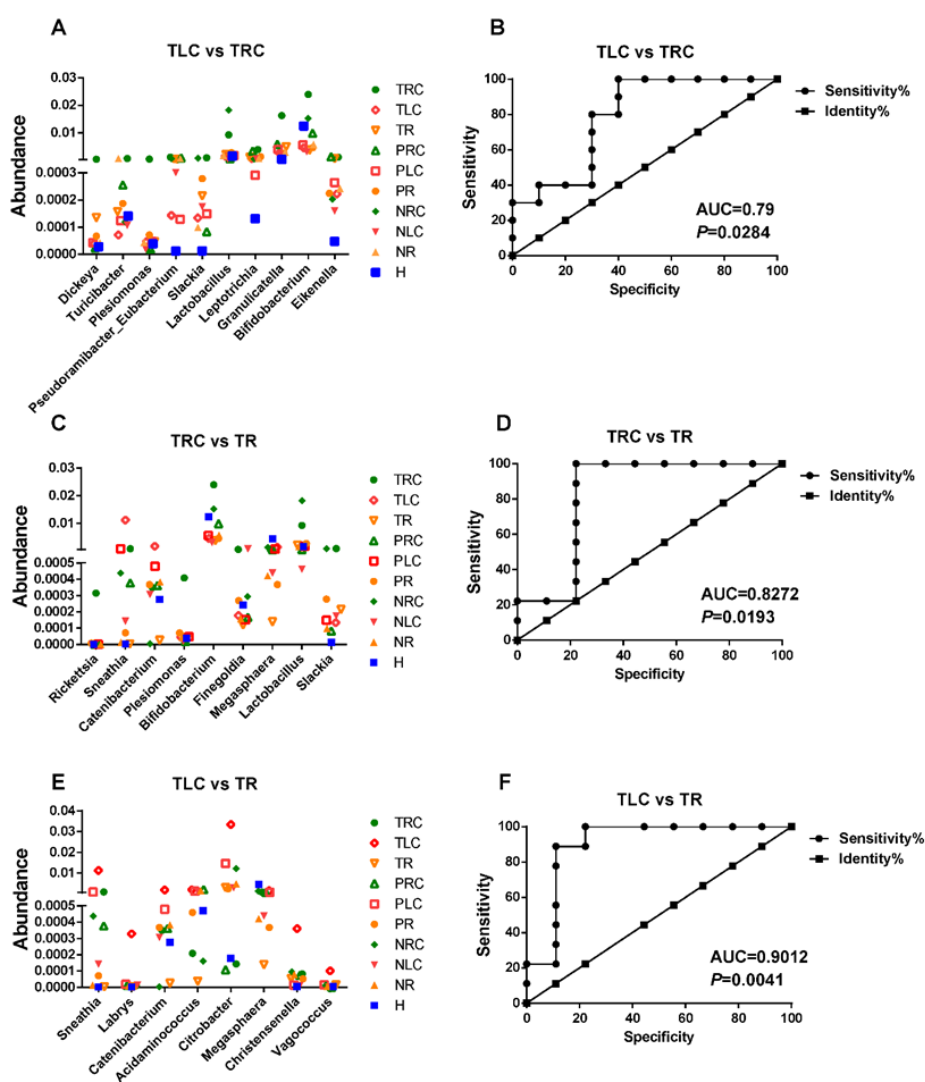 A
TLC vs TRC
Abundance
0.03
0.02
0.01
0.0003
0.0002
0.0001
0.0000
Dickeya
Turicibacter
Plesiomonas
Pseudoramibacter_Eubacterium
Slackia
Lactobacillus
Leptotrichia
Granulicatella
Bifidobacterium
Eikenella
TRC
TLC
TR
PRC
PLC
PR
NRC
NLC
NR
H
B
TLC vs TRC
Sensitivity
100
80
60
40
20
0
0 20 40 60 80 100
Specificity
Sensitivity%
Identity%
AUC=0.79
P=0.0284
C
TRC vs TR
Abundance
0.03
0.02
0.01
0.0005
0.0004
0.0003
0.0002
0.0001
0.0000
Rickettsia
Sneathia
Catenibacterium
Plesiomonas
Bifidobacterium
Finegoldia
Megasphaera
Lactobacillus
Slackia
TRC
TLC
TR
PRC
PLC
PR
NRC
NLC
NR
H
D
TRC vs TR
Sensitivity
100
80
60
40
20
0
0 20 40 60 80 100
Specificity
Sensitivity%
Identity%
AUC=0.8272
P=0.0193
E
TLC vs TR
Abundance
0.04
0.03
0.02
0.01
0.0005
0.0004
0.0003
0.0002
0.0001
0.0000
Sneathia
Labrys
Catenibacterium
Acidaminococcus
Citrobacter
Megasphaera
Christensenella
Vagococcus
TRC
TLC
TR
PRC
PLC
PR
NRC
NLC
NR
H
F
TLC vs TR
Sensitivity
100
80
60
40
20
0
0 20 40 60 80 100
Specificity
Sensitivity%
Identity%
AUC=0.9012
P=0.0041